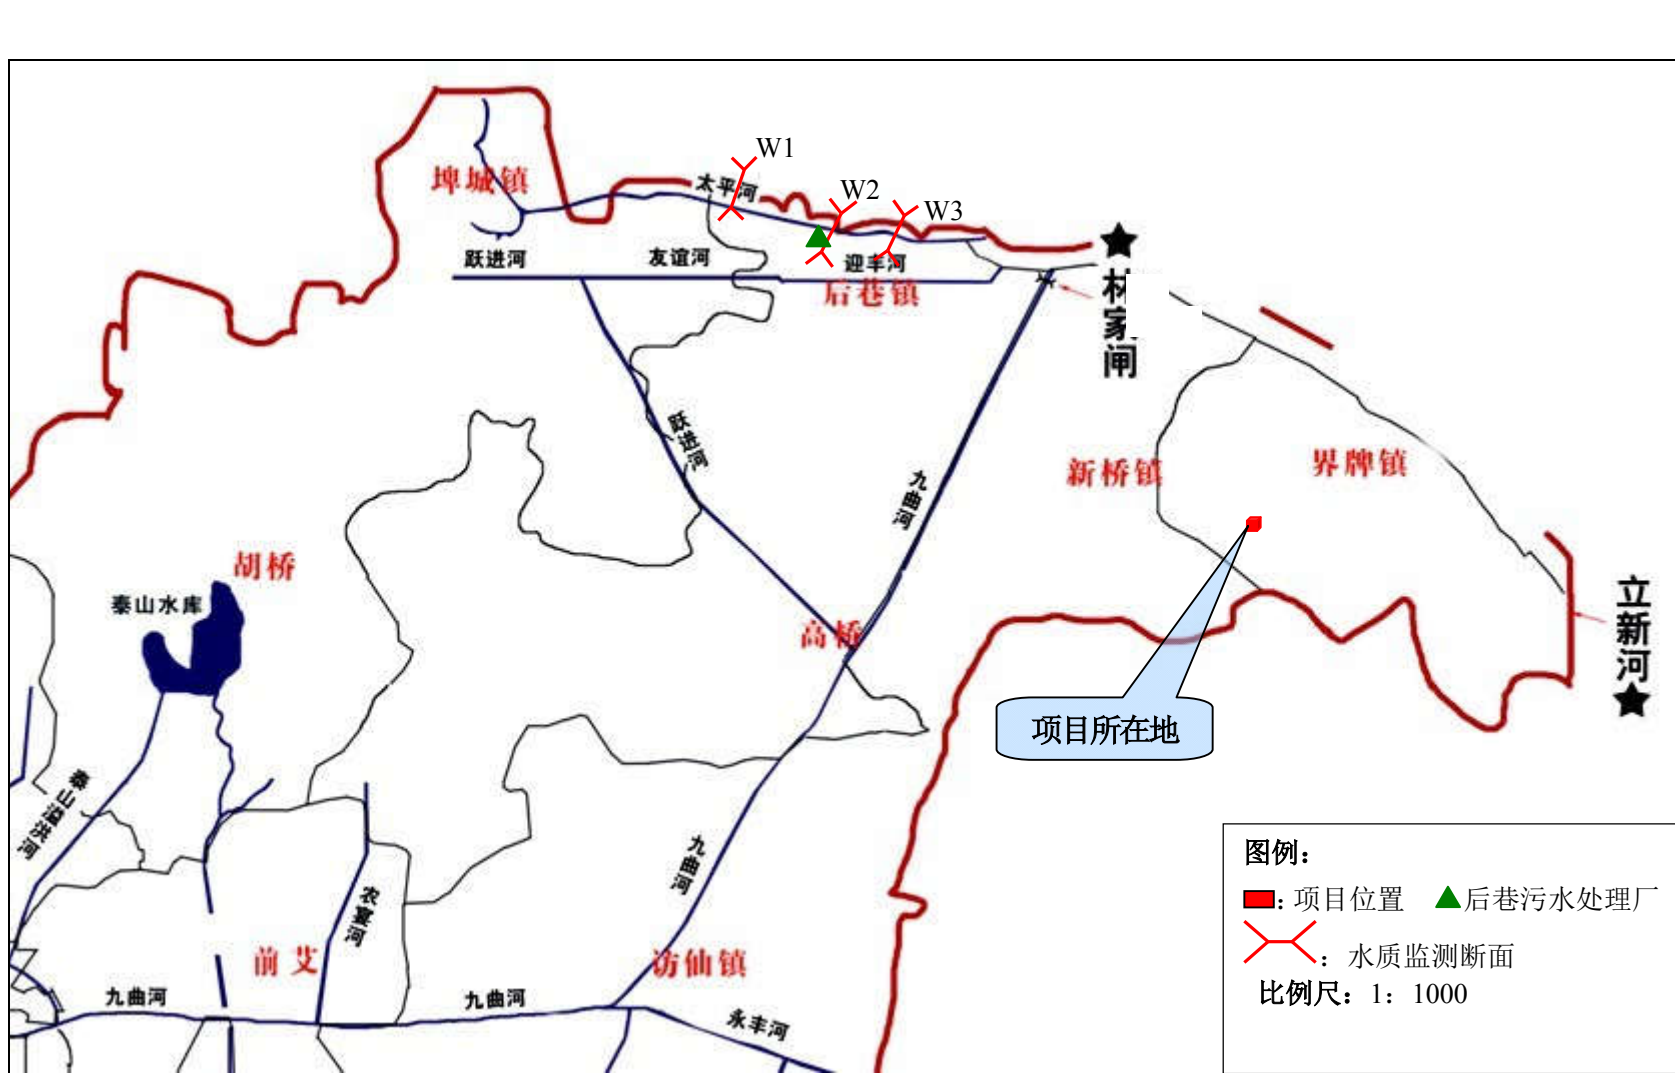 W1
埤城镇
太平河
W2
W3
跃进河
友谊河
迎丰河
后巷镇
林家闸
跃进河
九曲河
新桥镇
界牌镇
胡桥
泰山水库
高桥
立新河
项目所在地
泰山溢洪河
九曲河
农窑河
前艾
访仙镇
九曲河
九曲河
永丰河
图例：
：项目位置 后巷污水处理厂
：水质监测断面
比例尺：1：1000